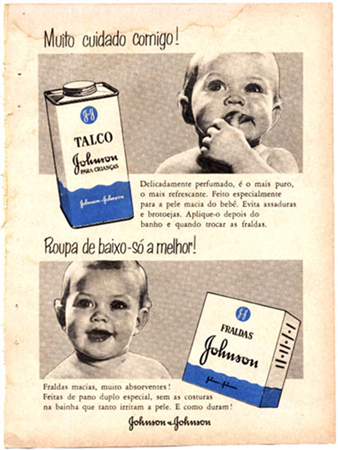 Muito cuidado comigo!
J&J
TALCO
Johnson
PARA CRIANÇAS
Johnson & Johnson
Delicadamente perfumado, é o mais puro,
o mais refrescante. Feito especialmente
para a pele macia do bebê. Evita assaduras
e brotoejas. Aplique-o depois do
banho e quando trocar as fraldas.
Roupa de baixo-só a melhor!
J&J
FRALDAS
Johnson
Johnson & Johnson
Fraldas macias, muito absorventes!
Feitas de pano duplo especial, sem as costuras
na bainha que tanto irritam a pele. E como duram!
Johnson & Johnson